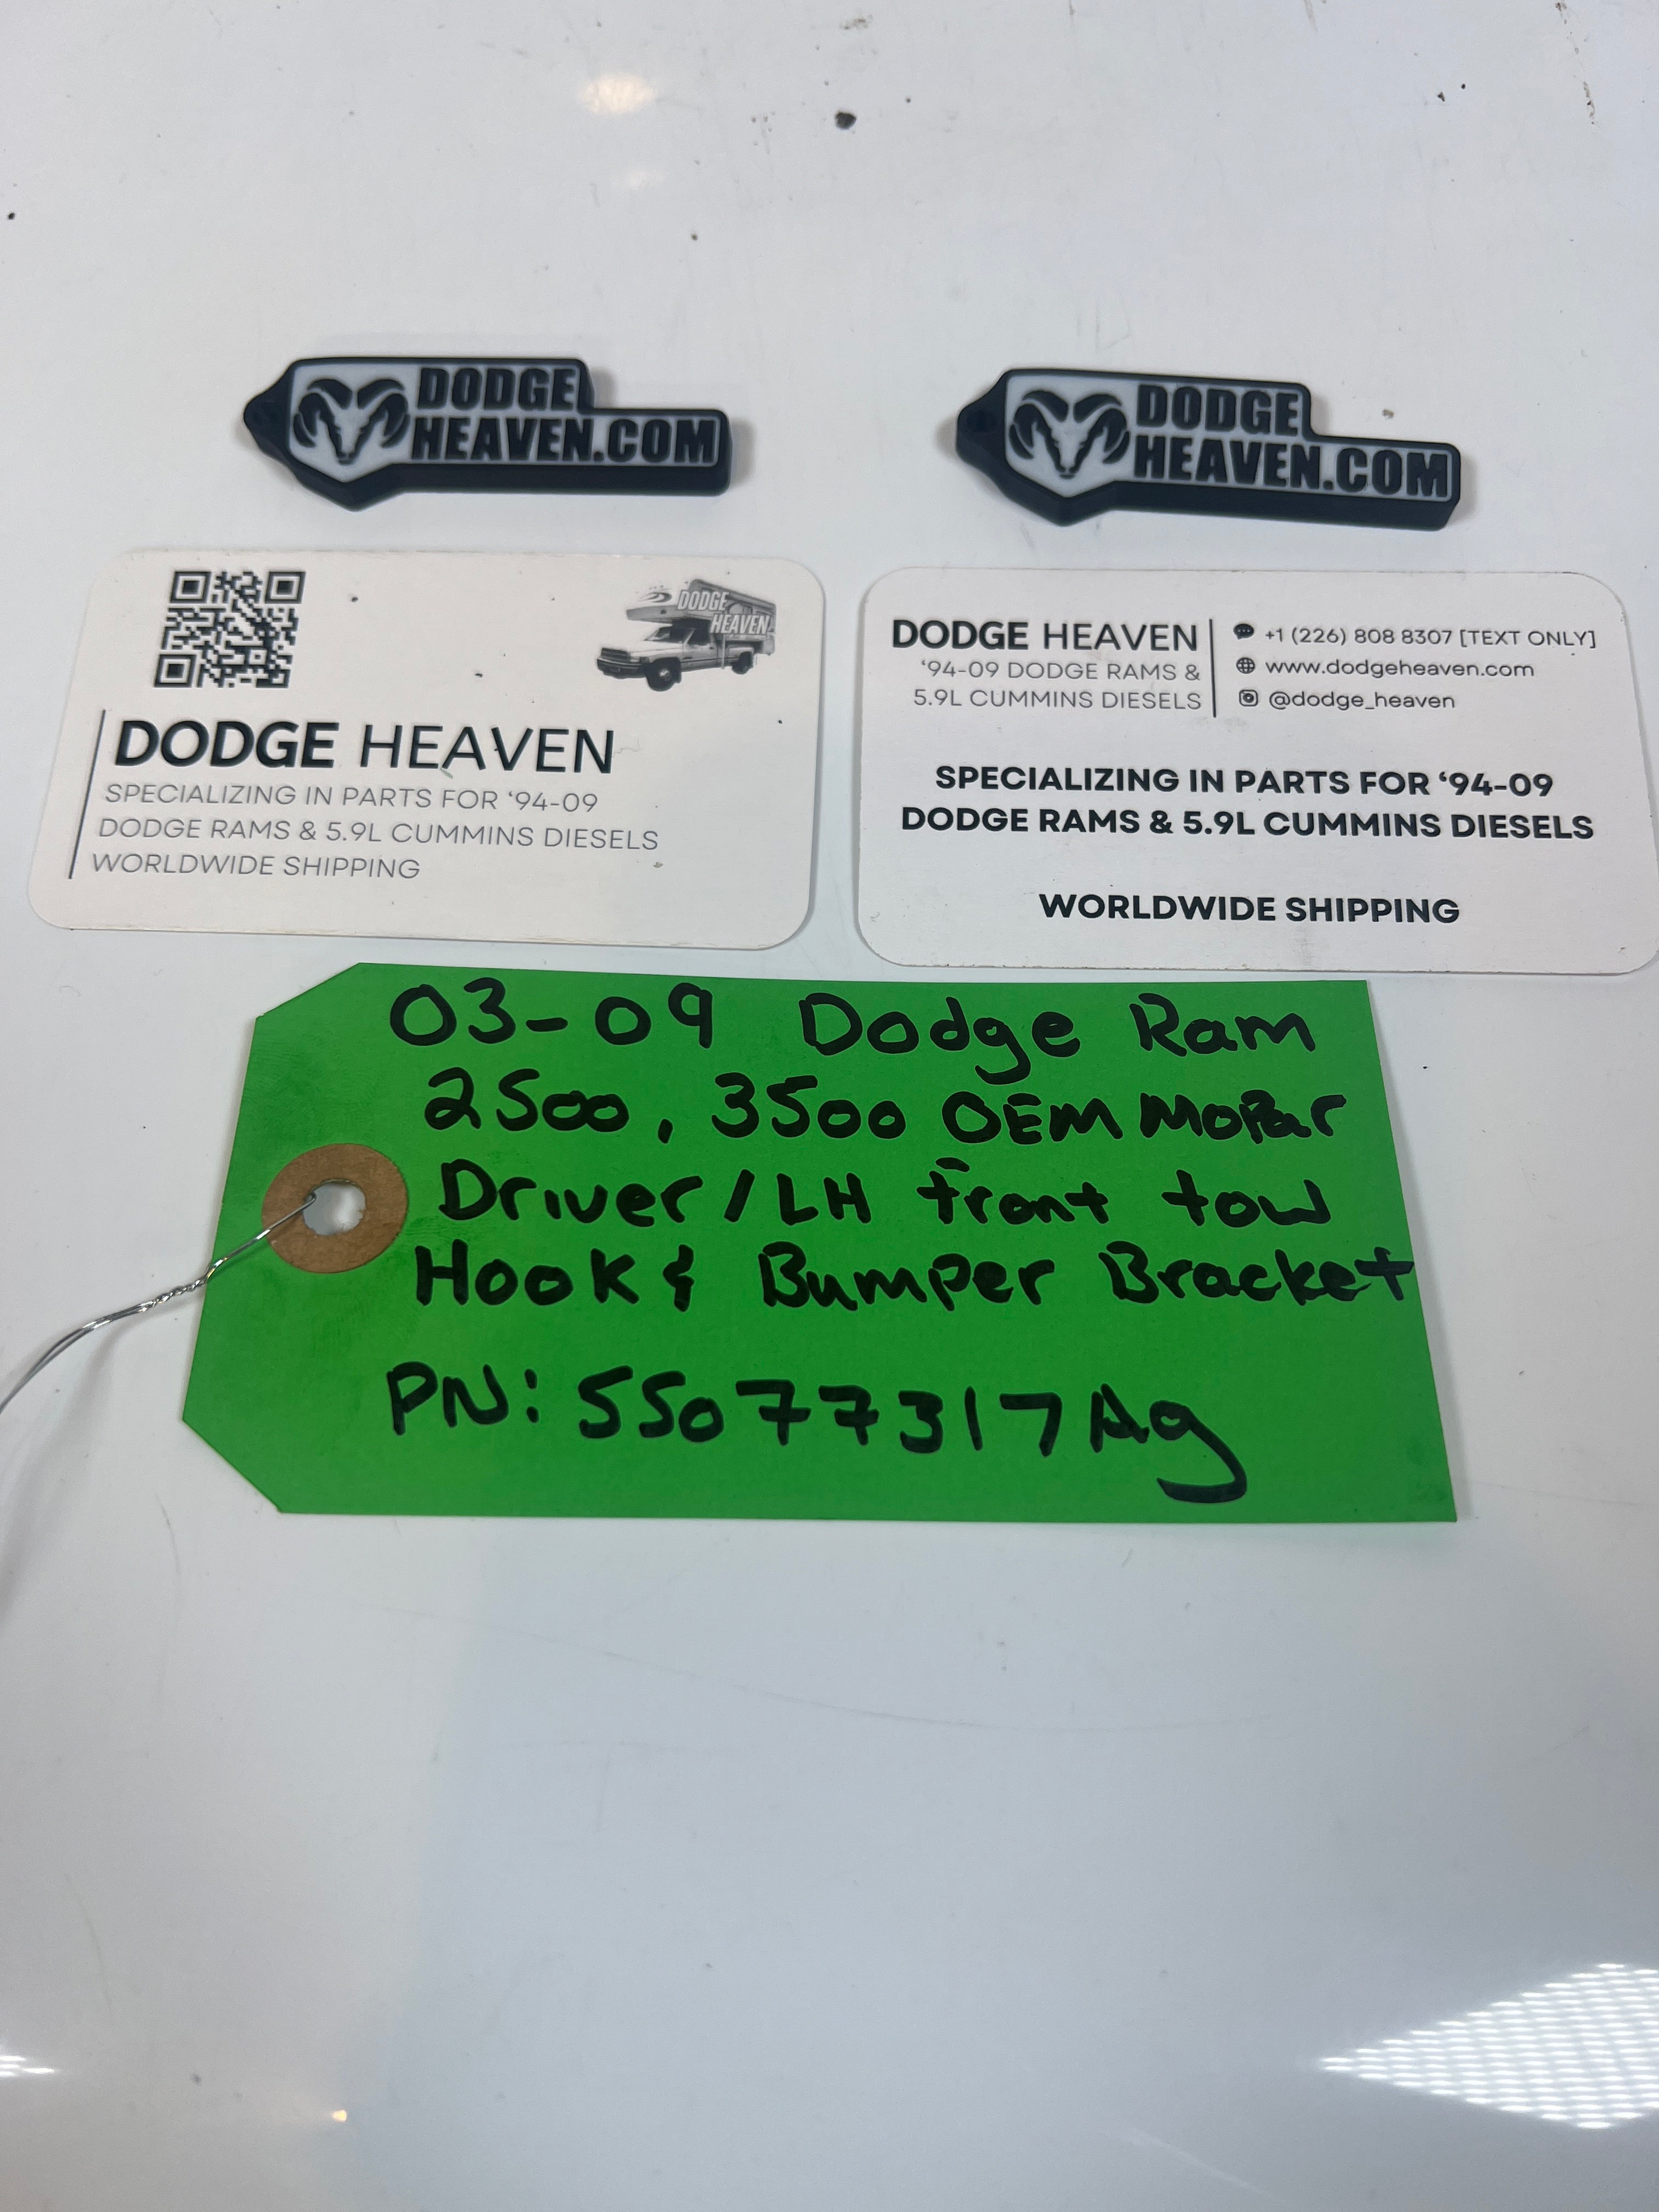 DODGE
HEAVEN.COM
DODGE
HEAVEN.COM
DODGE
HEAVEN
DODGE HEAVEN
SPECIALIZING IN PARTS FOR ‘94-09
DODGE RAMS & 5.9L CUMMINS DIESELS
WORLDWIDE SHIPPING
DODGE HEAVEN
‘94-09 DODGE RAMS &
5.9L CUMMINS DIESELS
+1 (226) 808 8307 [TEXT ONLY]
www.dodgeheaven.com
@dodge_heaven
SPECIALIZING IN PARTS FOR ‘94-09
DODGE RAMS & 5.9L CUMMINS DIESELS
WORLDWIDE SHIPPING
03-09 Dodge Ram
2500, 3500 OEM Mopar
Driver/LH front tow
Hook & Bumper Bracket
PN: 55077317Ag